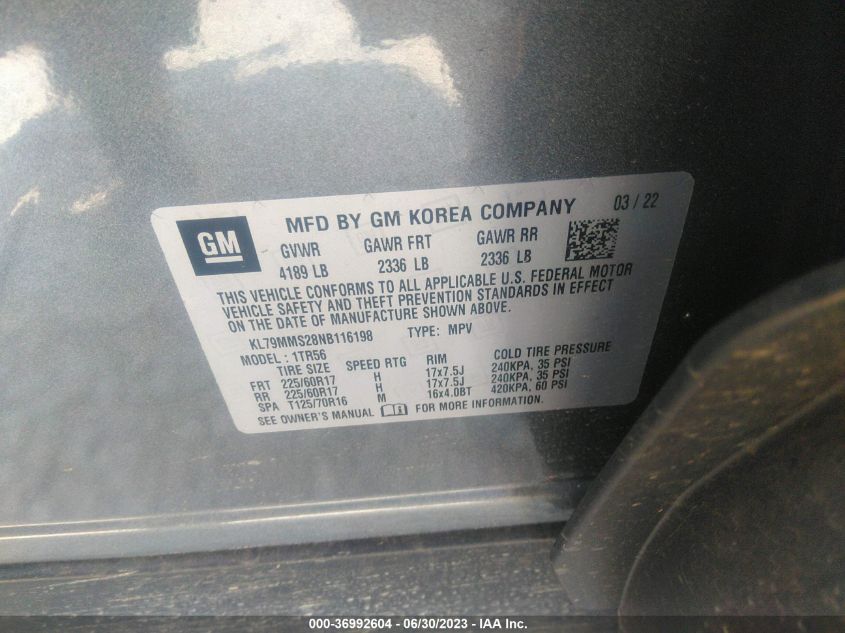 GM
MFD BY GM KOREA COMPANY 03 / 22
GVWR GAWR FRT GAWR RR
4189 LB 2336 LB 2336 LB
THIS VEHICLE CONFORMS TO ALL APPLICABLE U.S. FEDERAL MOTOR
VEHICLE SAFETY AND THEFT PREVENTION STANDARDS IN EFFECT
ON THE DATE OF MANUFACTURE SHOWN ABOVE.
KL79MMS28NB116198 TYPE: MPV
MODEL : 1TR56
TIRE SIZE SPEED RTG RIM COLD TIRE PRESSURE
FRT 225/60R17 H 17x7.5J 240KPA, 35 PSI
RR 225/60R17 H 17x7.5J 240KPA, 35 PSI
SPA T125/70R16 M 16x4.0BT 420KPA, 60 PSI
SEE OWNER'S MANUAL FOR MORE INFORMATION.
000-36992604 - 06/30/2023 - IAA Inc.